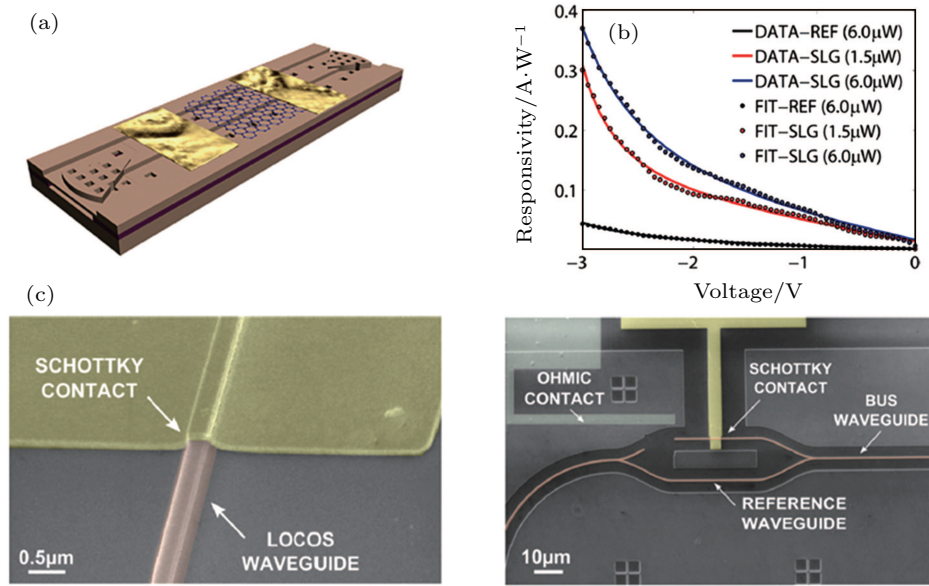 (a)
(b)
Responsivity/A·W−1
0.5
0.4
0.3
0.2
0.1
DATA−REF (6.0μW)
DATA−SLG (1.5μW)
DATA−SLG (6.0μW)
FIT−REF (6.0μW)
FIT−SLG (1.5μW)
FIT−SLG (6.0μW)
−3
−2
−1
0
Voltage/V
(c)
SCHOTTKY
CONTACT
LOCOS
WAVEGUIDE
0.5μm
OHMIC
CONTACT
SCHOTTKY
CONTACT
BUS
WAVEGUIDE
REFERENCE
WAVEGUIDE
10μm